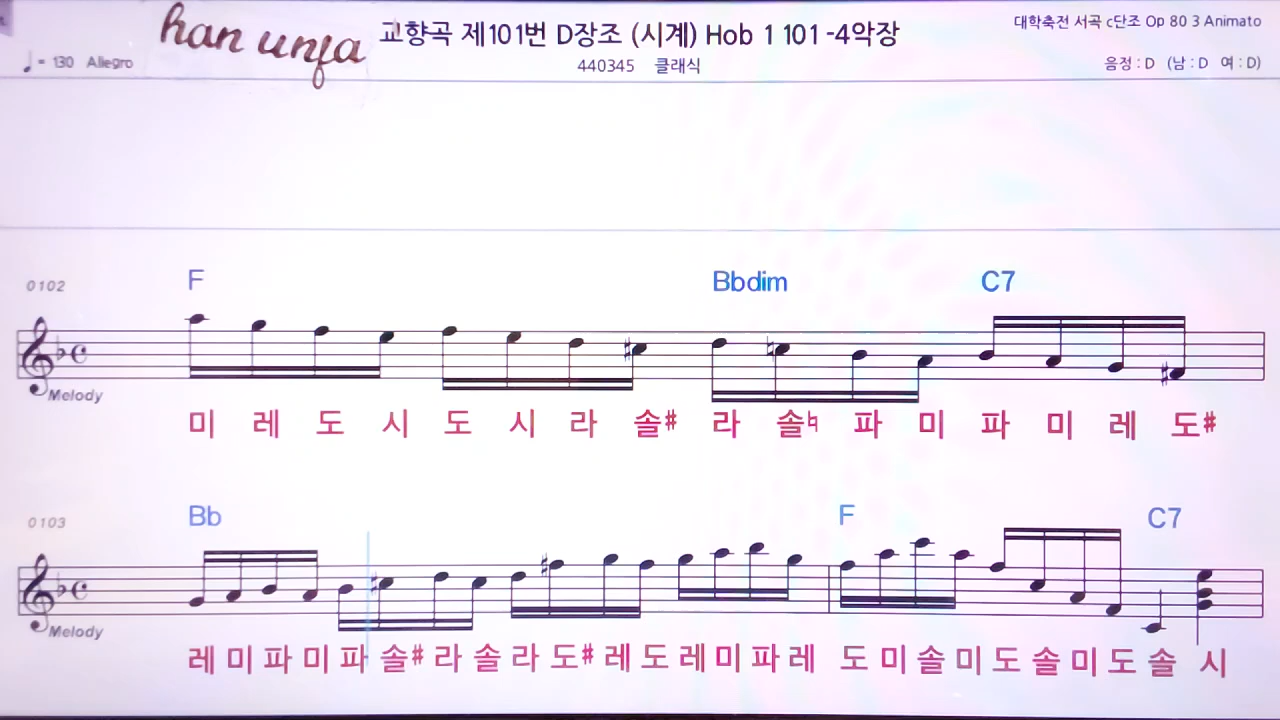 han unja
교향곡 제101번 D장조 (시계) Hob 1 101 -4악장
대학축전 서곡 c단조 Op 80 3 Animato
♩ = 130 Allegro
440345 클래식
음정 : D (남 : D 여 : D)
0102 F Bbdim C7
Melody
미 레 도 시 도 시 라 솔# 라 솔♮ 파 미 파 미 레 도#
0103 Bb F C7
Melody
레 미 파 미 파 솔# 라 솔 라 도# 레 도 레 미 파 레 도 미 솔 미 도 솔 미 도 솔 시